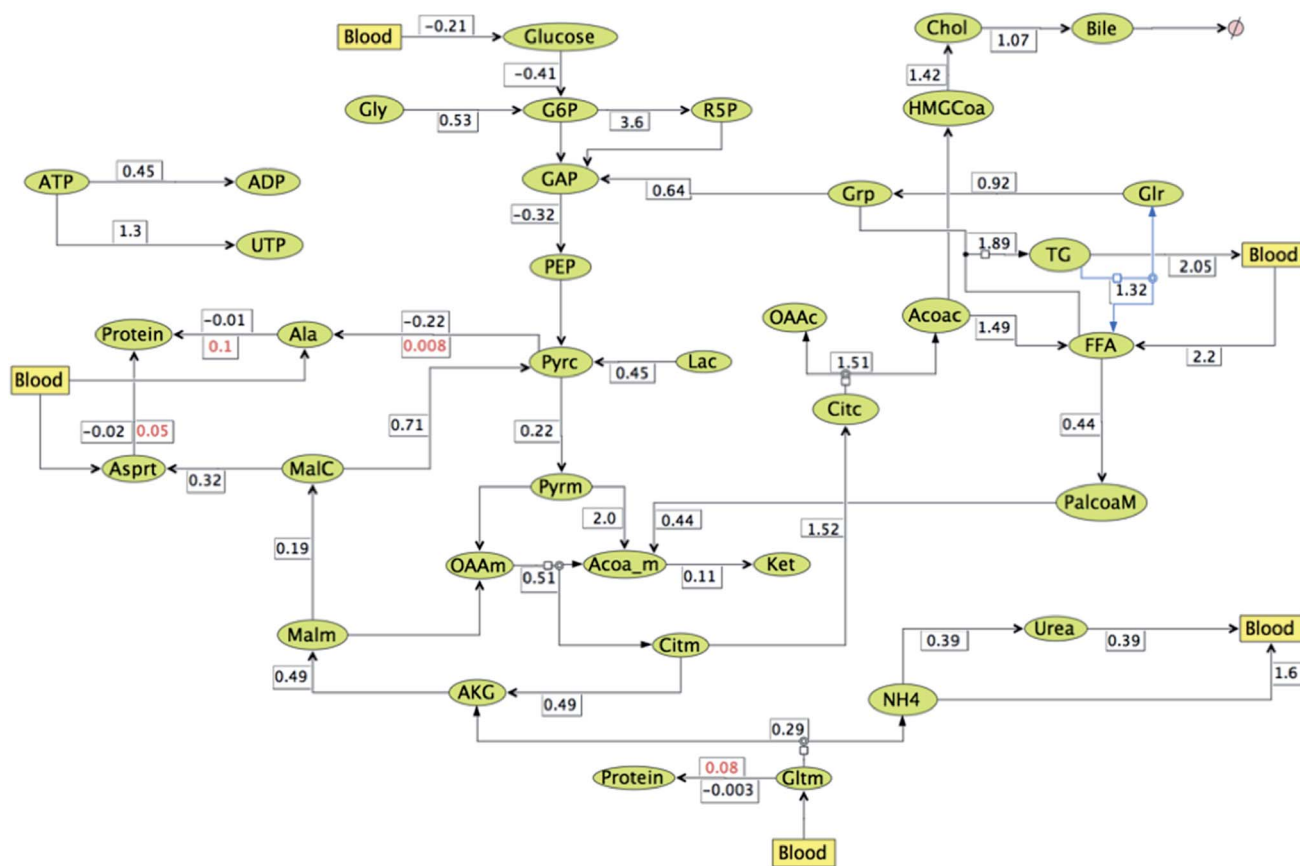 Blood -0.21 Glucose Chol 1.07 Bile
-0.41 1.42
Gly 0.53 G6P 3.6 R5P HMGCoa
ATP 0.45 ADP GAP 0.64 Grp 0.92 Glr
1.3 UTP -0.32 1.89 TG 2.05 Blood
PEP 1.32
Protein -0.01 Ala -0.22 OAAc Acoac 1.49 FFA 2.2
0.1 0.008
Blood Pyrc 0.45 Lac 1.51
Citc
-0.02 0.05 0.71 0.22 0.44
Asprt 0.32 MalC
Pyrm PalcoaM
2.0 0.44 1.52
0.19 OAAm 0.51 Acoa_m 0.11 Ket
Malm Citm 0.39 Urea 0.39 Blood
0.49 AKG 0.49 NH4 1.6
0.29
Protein 0.08 Gltm
-0.003
Blood